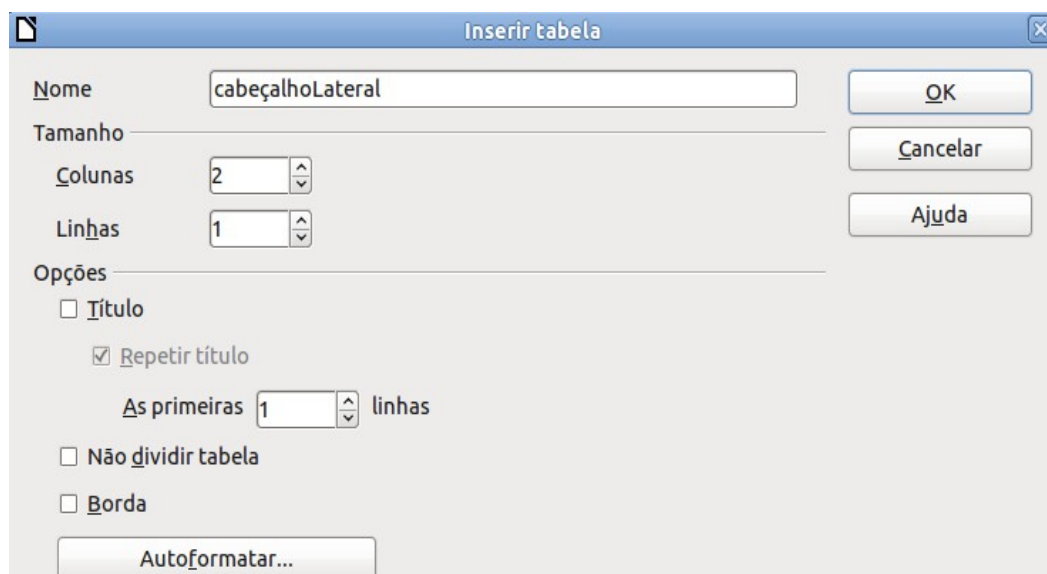 Inserir tabela
Nome cabeçalhoLateral OK
Tamanho
Cancelar
Colunas 2
Linhas 1 Ajuda
Opções
Título
Repetir título
As primeiras 1 linhas
Não dividir tabela
Borda
Autoformatar...